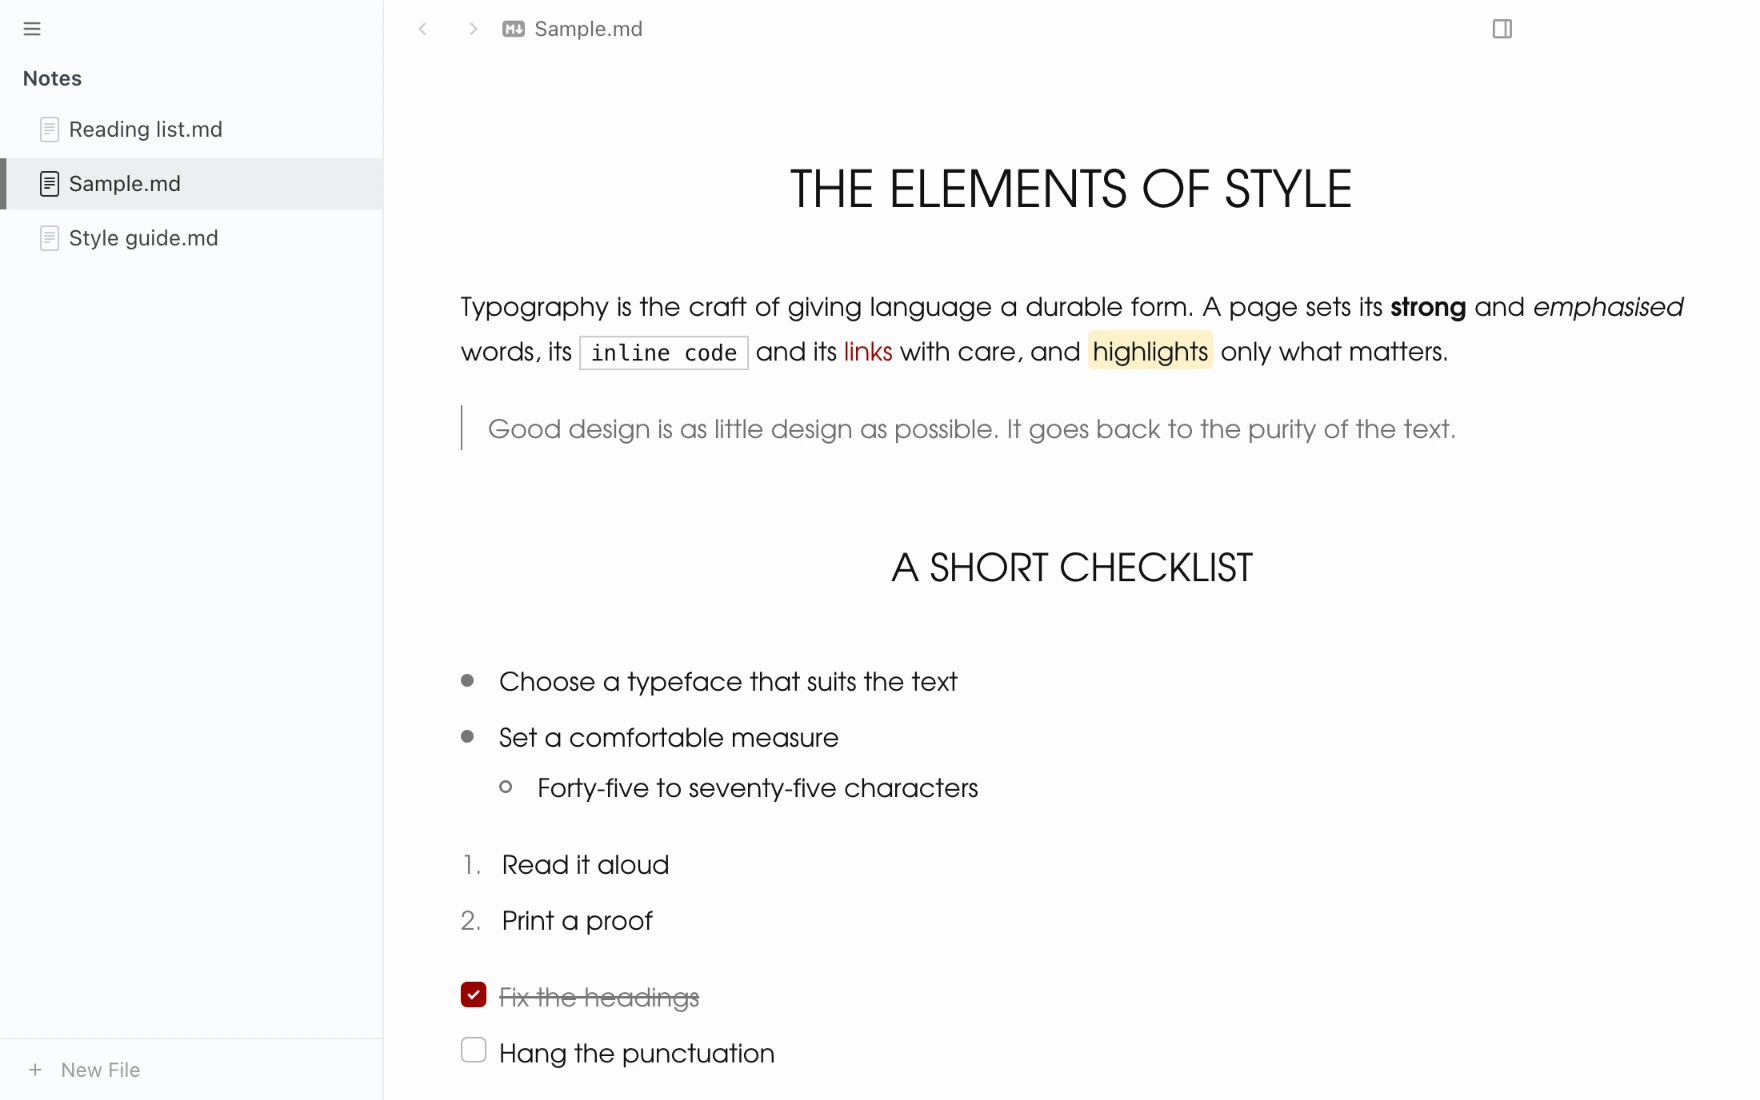 Notes
Reading list.md
Sample.md
Style guide.md
New File
Sample.md
THE ELEMENTS OF STYLE
Typography is the craft of giving language a durable form. A page sets its strong and emphasised
words, its inline code and its links with care, and highlights only what matters.
Good design is as little design as possible. It goes back to the purity of the text.
A SHORT CHECKLIST
Choose a typeface that suits the text
Set a comfortable measure
Forty-five to seventy-five characters
1. Read it aloud
2. Print a proof
Fix the headings
Hang the punctuation